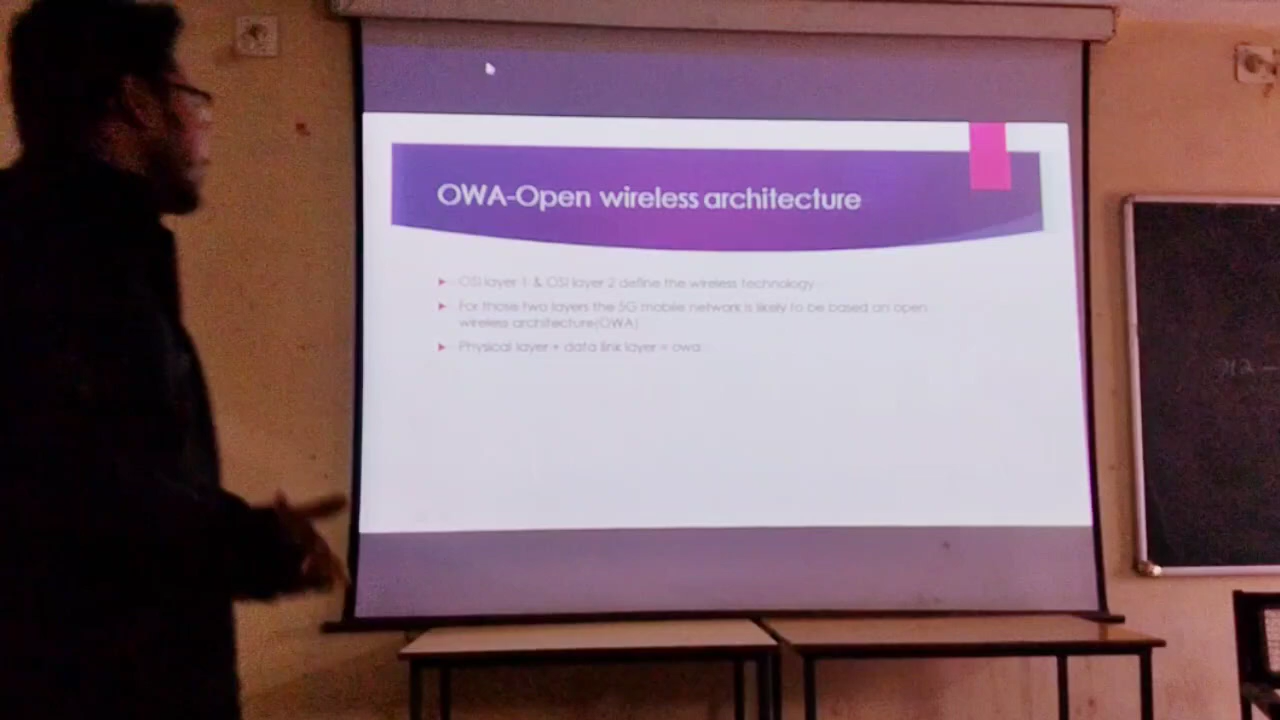 OWA-Open wireless architecture
OSI layer 1 & OSI layer 2 define the wireless technology
For those two layers the 5G mobile network is likely to be based an open
wireless architecture(OWA)
Physical layer + data link layer = owa